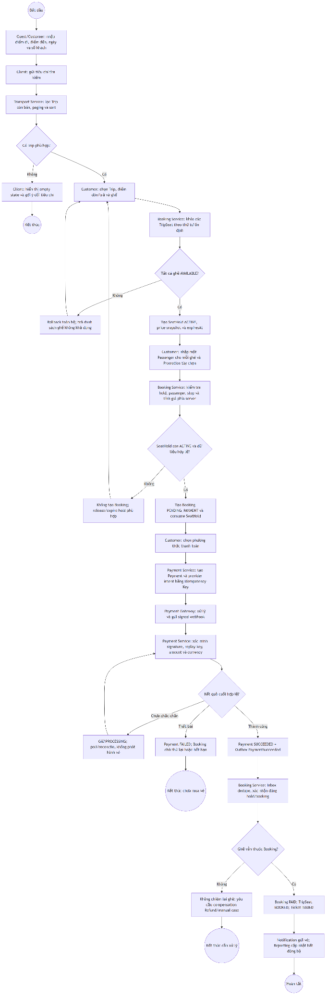 Bắt đầu
Guest/Customer: nhập
điểm đi, điểm đến, ngày
và số khách
Client: gửi tiêu chí tìm
kiếm
Transport Service: lọc Trip
còn bán, paging và sort
Có Trip phù hợp?
Không
Có
Client: hiển thị empty
state và gợi ý đổi tiêu chí
Customer: chọn Trip, điểm
đón/trả và ghế
Kết thúc
Booking Service: khóa các
TripSeat theo thứ tự ổn
định
Tất cả ghế AVAILABLE?
Không
Có
Rollback toàn bộ; trả danh
sách ghế không khả dụng
Tạo SeatHold ACTIVE,
price snapshot và expiresAt
Customer: nhập một
Passenger cho mỗi ghế và
Promotion tùy chọn
Booking Service: kiểm tra
hold, passenger, stop và
tính giá phía server
SeatHold còn ACTIVE và dữ
liệu hợp lệ?
Không
Có
Không tạo Booking;
release/expire hold phù
hợp
Tạo Booking
PENDING_PAYMENT và
consume SeatHold
Customer: chọn phương
thức thanh toán
Payment Service: tạo
Payment và provider
intent bằng Idempotency
Key
Payment Gateway: xử lý
và gửi signed webhook
Payment Service: xác minh
signature, replay key,
amount và currency
Kết quả cuối hợp lệ?
Chưa chắc chắn
Thất bại
Thành công
Giữ PROCESSING;
poll/reconcile, không phát
hành vé
Payment FAILED; Booking
chờ thử lại hoặc hết hạn
Payment SUCCEEDED +
Outbox PaymentSucceeded
Kết thúc chưa mua vé
Booking Service: Inbox
dedupe, xác nhận đúng
hold/booking
Ghế vẫn thuộc Booking?
Không
Có
Không chiếm lại ghế; yêu
cầu compensation
Refund/manual case
Booking PAID; TripSeat
BOOKED; Ticket ISSUED
Kết thúc cần xử lý
Notification gửi vé;
Reporting cập nhật bất
đồng bộ
Hoàn tất